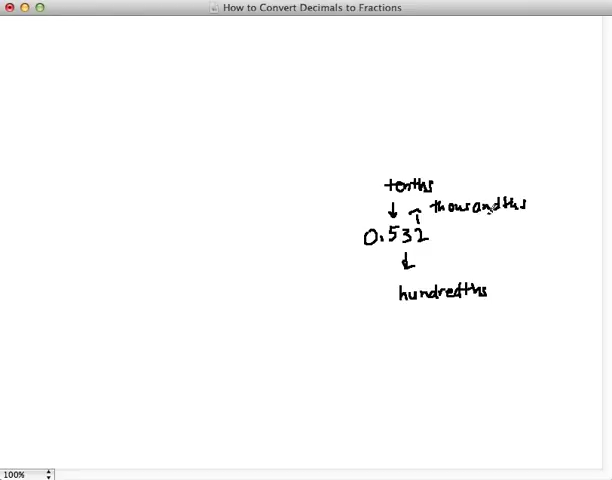 How to Convert Decimals to Fractions
tenths
thousandths
0.532
hundredths
100%